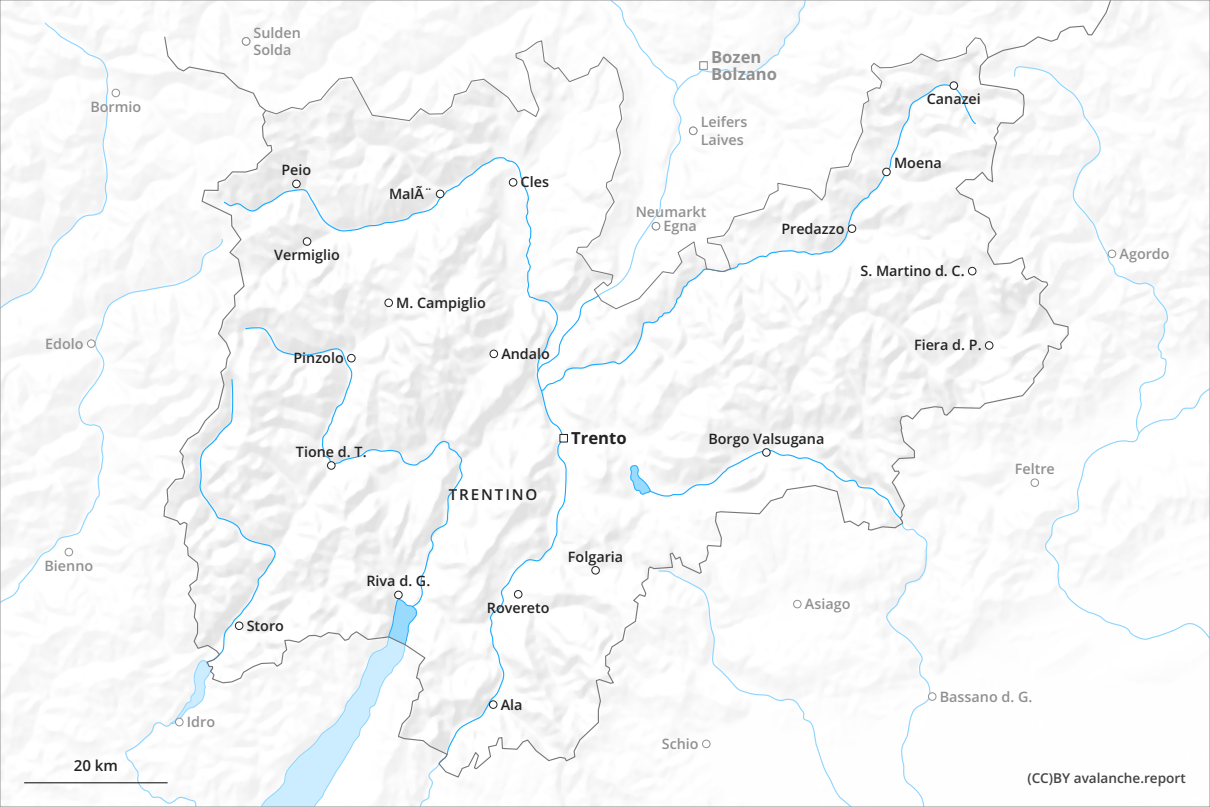 Sulden
Solda
Bozen
Bolzano
Bormio
Canazei
Leifers
Laives
Moena
Peio
MalÃ¨
Cles
Neumarkt
Egna
Predazzo
Vermiglio
Agordo
S. Martino d. C.
M. Campiglio
Edolo
Pinzolo
Andalo
Fiera d. P.
Trento
Borgo Valsugana
Tione d. T.
Feltre
TRENTINO
Bienno
Folgaria
Riva d. G.
Rovereto
Asiago
Storo
Bassano d. G.
Ala
Idro
Schio
20 km
(CC)BY avalanche.report